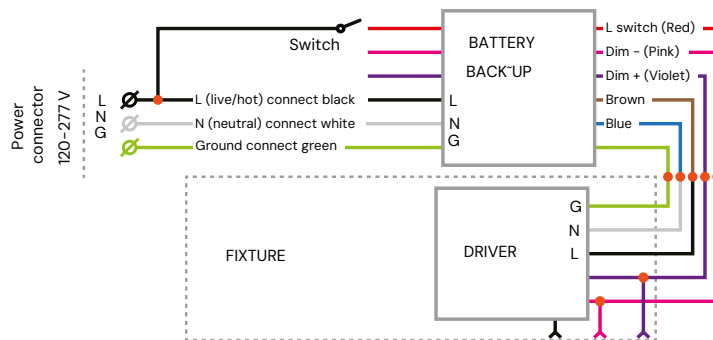 Switch
BATTERY
BACK-UP
L switch (Red)
Dim - (Pink)
Dim + (Violet)
Brown
Blue
Power
connector
120-277 V
L
N
G
L (live/hot) connect black
N (neutral) connect white
Ground connect green
L
N
G
FIXTURE
DRIVER
G
N
L